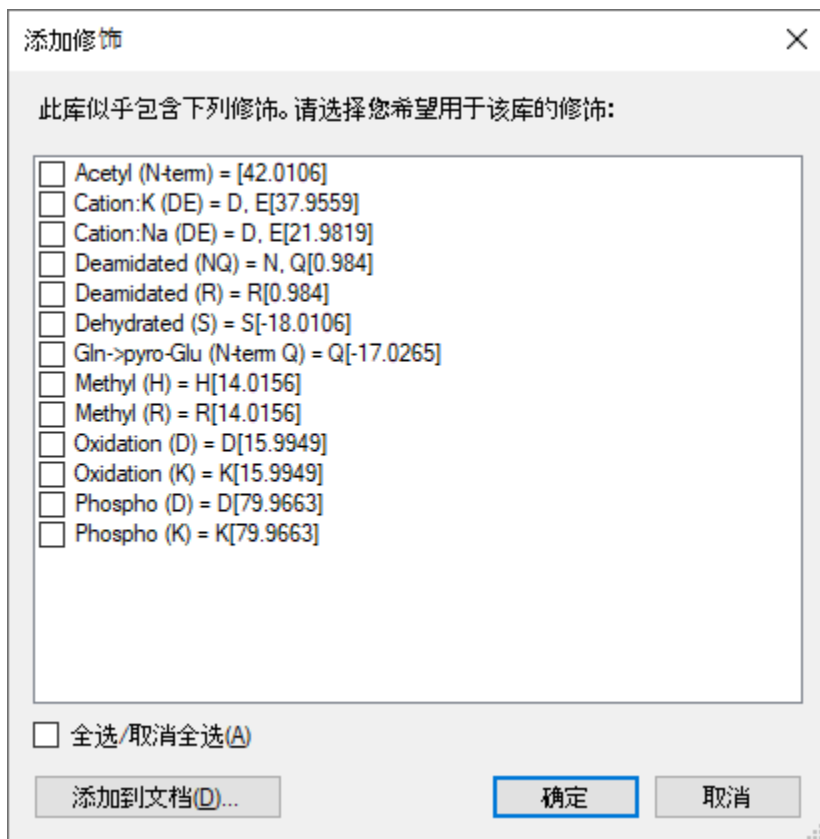 添加修饰
此库似乎包含下列修饰。请选择您希望用于该库的修饰:
Acetyl (N-term) = [42.0106]
Cation:K (DE) = D, E[37.9559]
Cation:Na (DE) = D, E[21.9819]
Deamidated (NQ) = N, Q[0.984]
Deamidated (R) = R[0.984]
Dehydrated (S) = S[-18.0106]
Gln->pyro-Glu (N-term Q) = Q[-17.0265]
Methyl (H) = H[14.0156]
Methyl (R) = R[14.0156]
Oxidation (D) = D[15.9949]
Oxidation (K) = K[15.9949]
Phospho (D) = D[79.9663]
Phospho (K) = K[79.9663]
全选/取消全选(A)
添加到文档(D)... 确定 取消